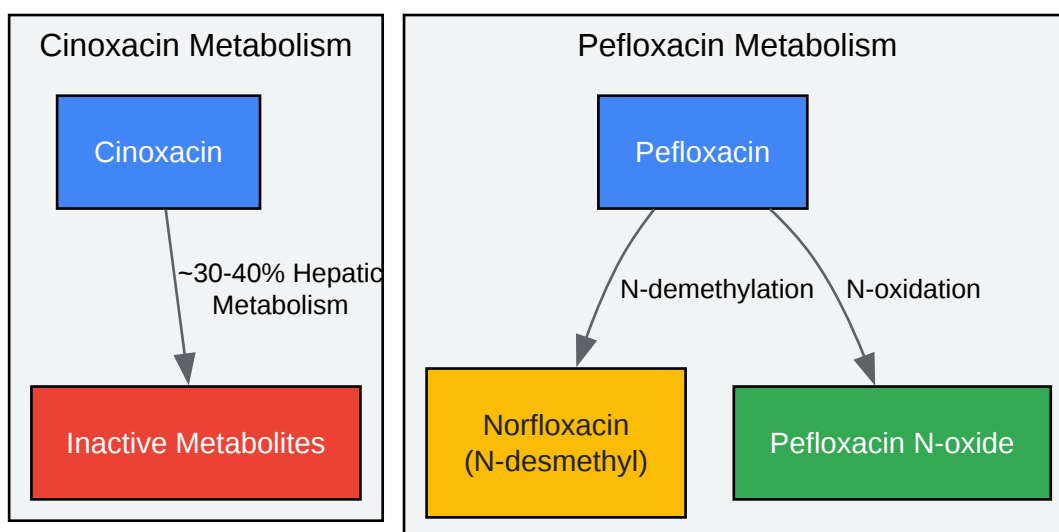 Cinoxacin Metabolism
Cinoxacin
~30-40% Hepatic
Metabolism
Inactive Metabolites
Pefloxacin Metabolism
Pefloxacin
N-demethylation
N-oxidation
Norfloxacin
(N-desmethyl)
Pefloxacin N-oxide